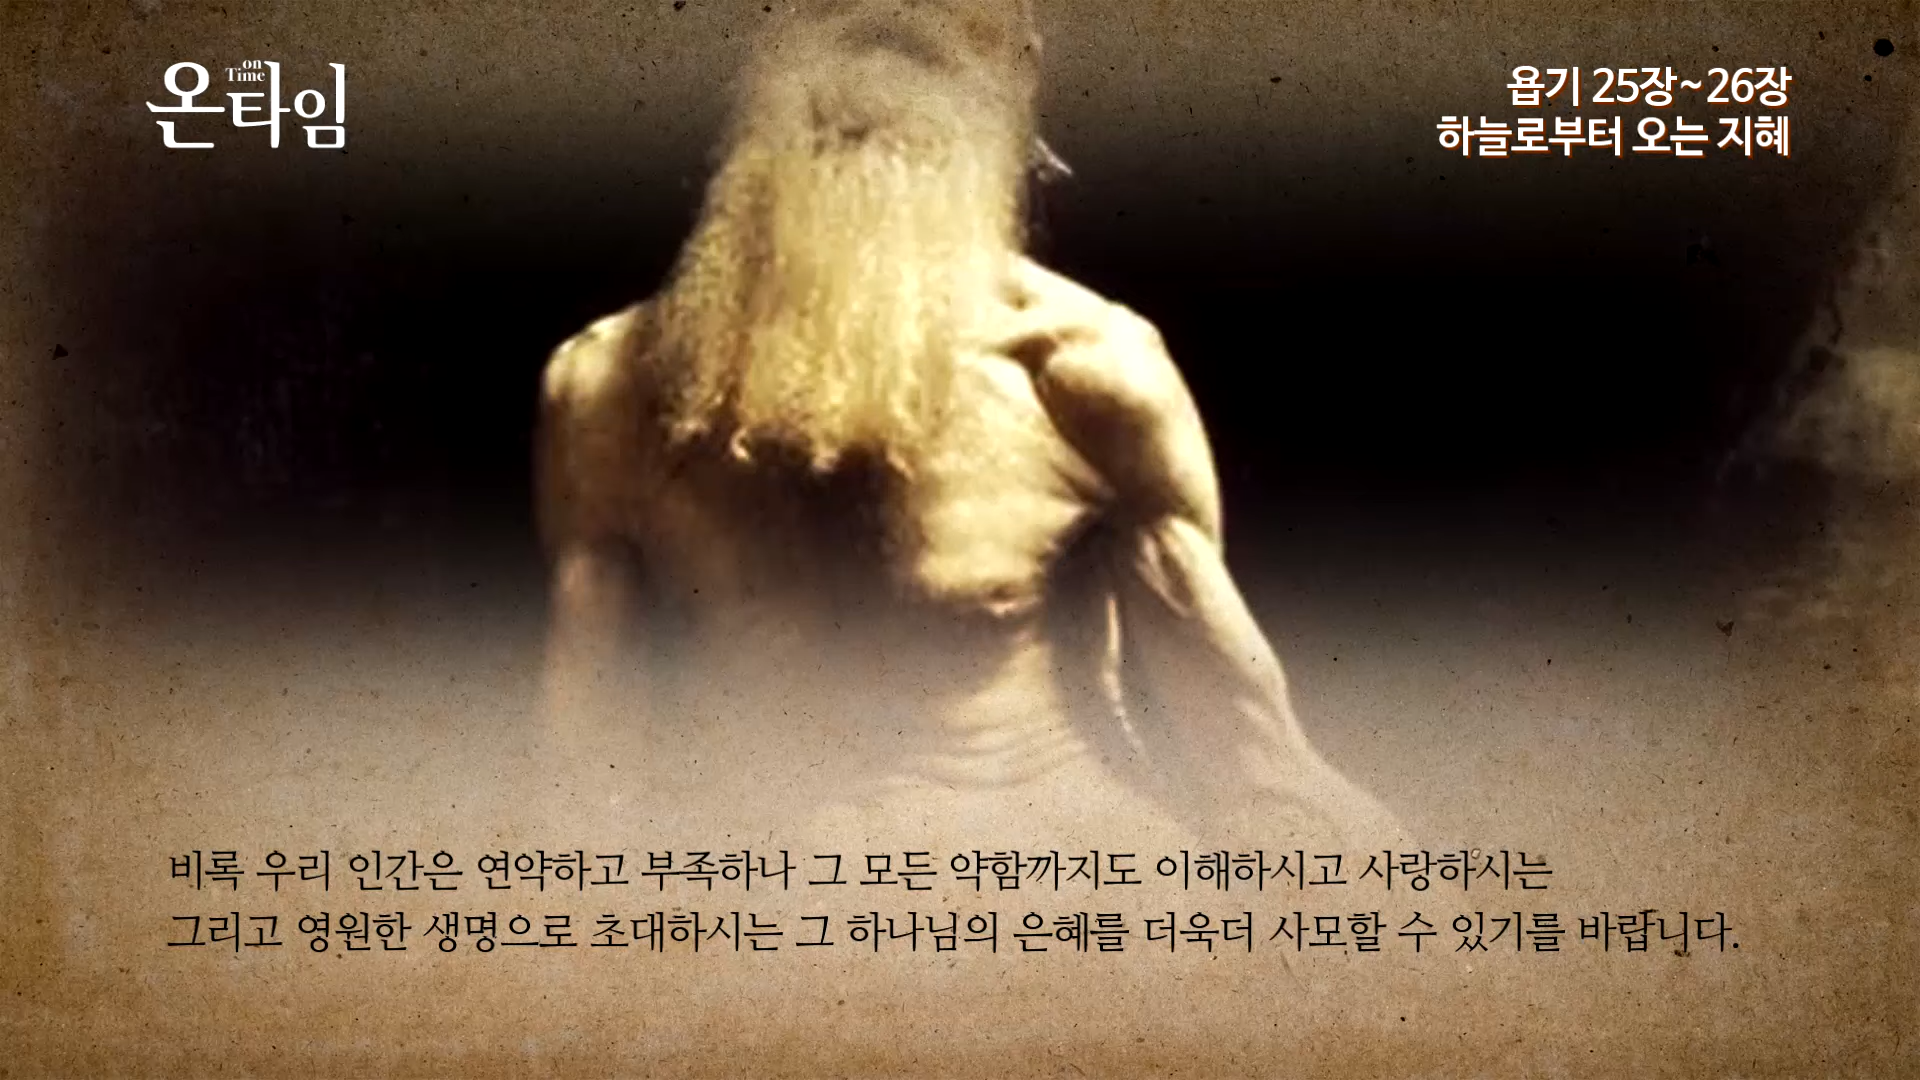 온타임
on
Time
욥기 25장~26장
하늘로부터 오는 지혜
비록 우리 인간은 연약하고 부족하나 그 모든 약함까지도 이해하시고 사랑하시는
그리고 영원한 생명으로 초대하시는 그 하나님의 은혜를 더욱더 사모할 수 있기를 바랍니다.